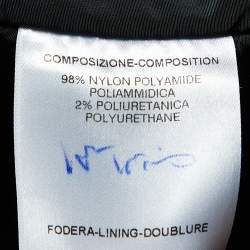 COMPOSIZIONE-COMPOSITION
98% NYLON POLYAMIDE
POLIAMMIDICA
2% POLIURETANICA
POLYURETHANE
FODERA-LINING-DOUBLURE